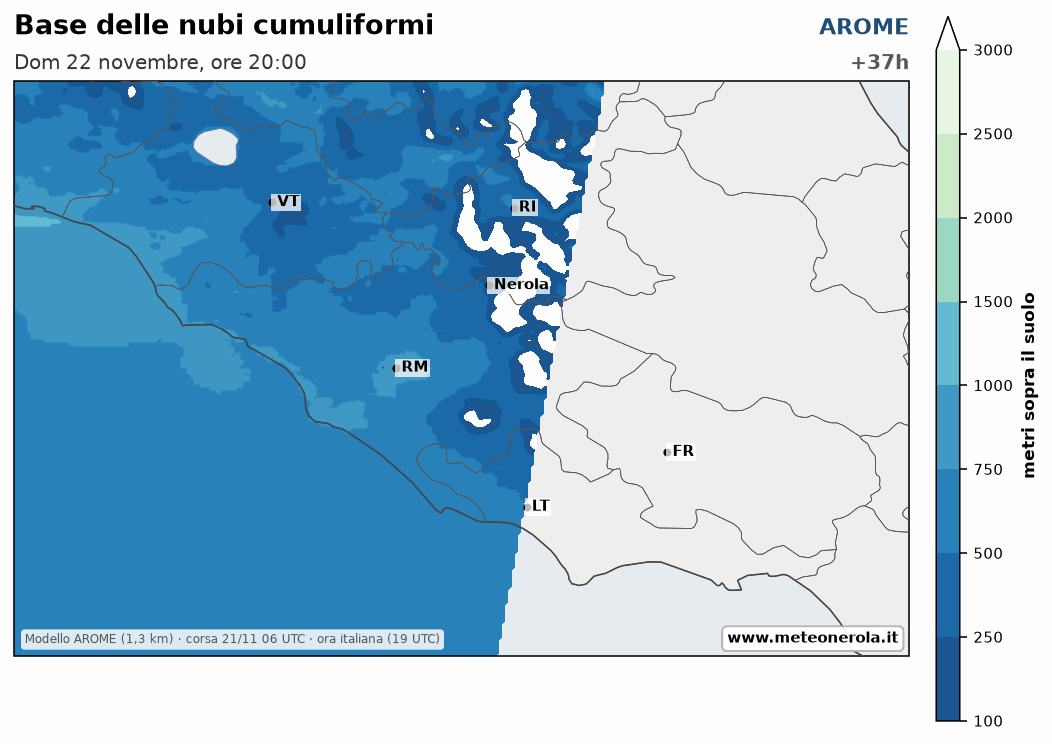 Base delle nubi cumuliformi
AROME
Dom 22 novembre, ore 20:00
+37h
3000
2500
2000
1500
1000
750
500
250
100
metri sopra il suolo
VT
RI
Nerola
RM
FR
LT
Modello AROME (1,3 km) · corsa 21/11 06 UTC · ora italiana (19 UTC)
www.meteonerola.it